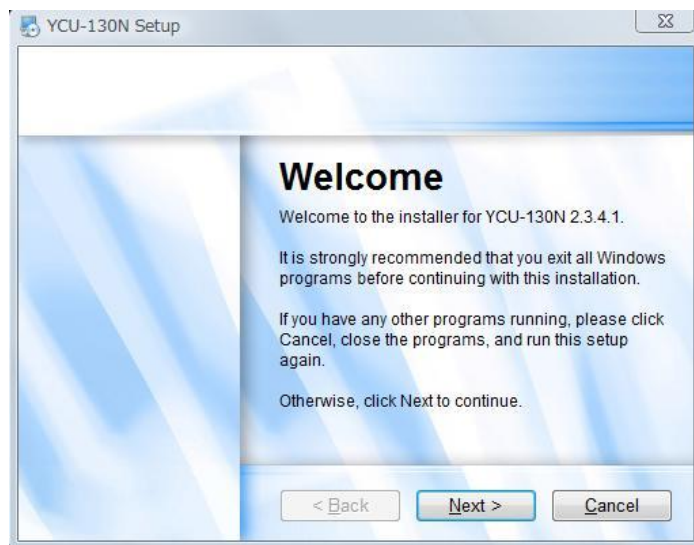 YCU-130N Setup
Welcome
Welcome to the installer for YCU-130N 2.3.4.1.
It is strongly recommended that you exit all Windows
programs before continuing with this installation.
If you have any other programs running, please click
Cancel, close the programs, and run this setup
again.
Otherwise, click Next to continue.
< Back Next > Cancel